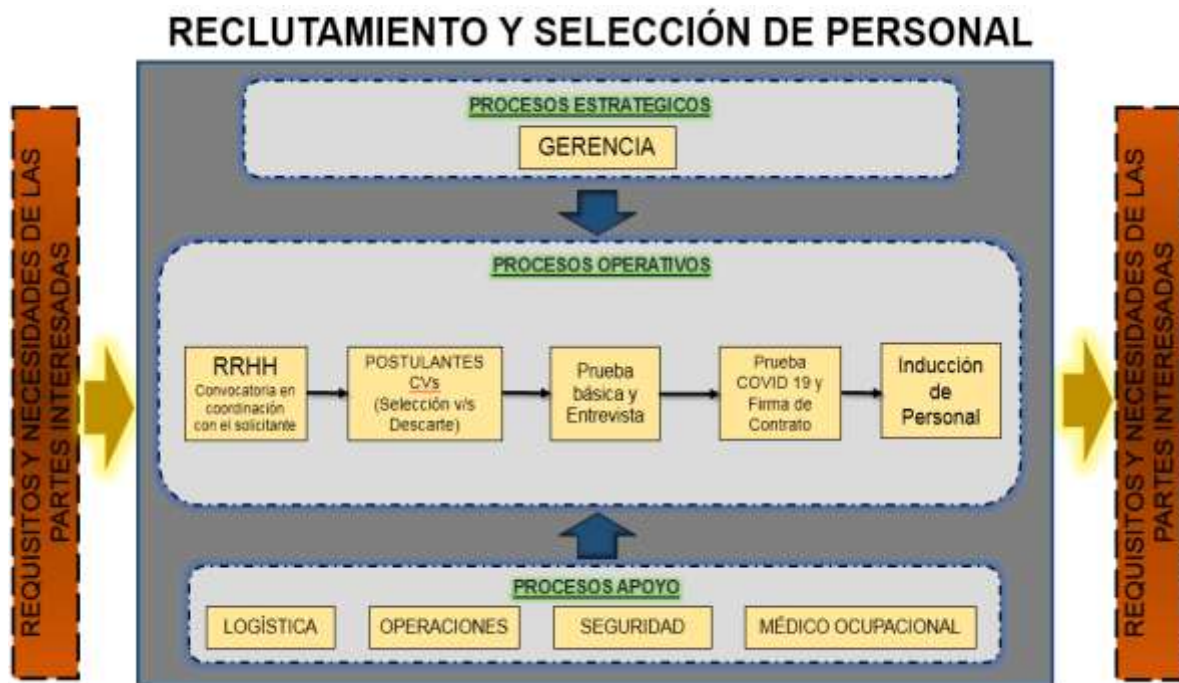 RECLUTAMIENTO Y SELECCIÓN DE PERSONAL
REQUISITOS Y NECESIDADES DE LAS
PARTES INTERESADAS
PROCESOS ESTRATEGICOS
GERENCIA
PROCESOS OPERATIVOS
RRHH
Convocatoria en
coordinación
con el solicitante
POSTULANTES
CVs
(Selección v/s
Descarte)
Prueba
básica y
Entrevista
Prueba
COVID 19 y
Firma de
Contrato
Inducción
de
Personal
PROCESOS APOYO
LOGÍSTICA
OPERACIONES
SEGURIDAD
MÉDICO OCUPACIONAL
REQUISITOS Y NECESIDADES DE LAS
PARTES INTERESADAS